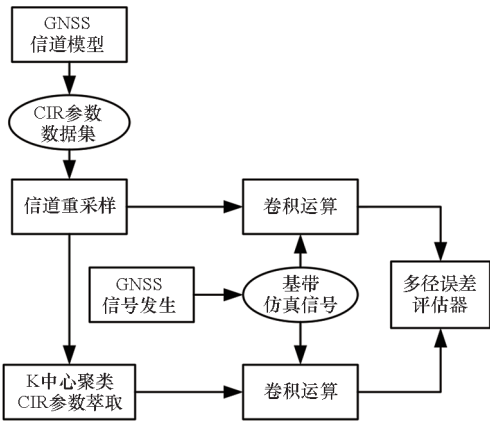 GNSS
信道模型
CIR参数
数据集
信道重采样
卷积运算
GNSS
信号发生
基带
仿真信号
多径误差
评估器
K中心聚类
CIR参数萃取
卷积运算